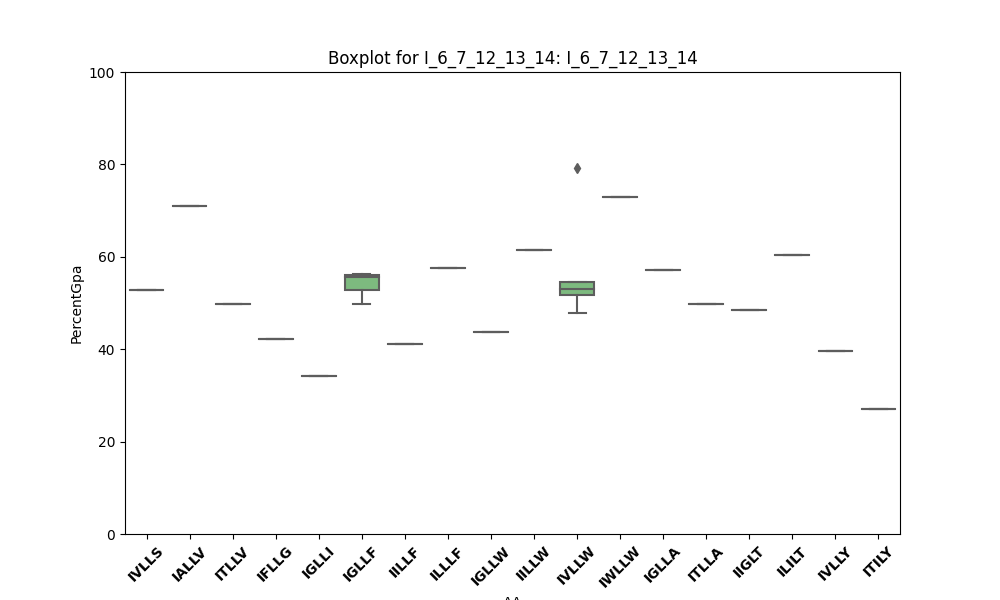 Boxplot for I_6_7_12_13_14: I_6_7_12_13_14
100
80
60
40
20
0
PercentGpa
IVLLS
IALLV
ITLLV
IFLLG
IGLLI
IGLLF
IILLF
ILLLF
IGLLW
IILLW
IVLLW
IWLLW
IGLLA
ITLLA
IIGLT
ILILT
IVLLY
ITILY
AA